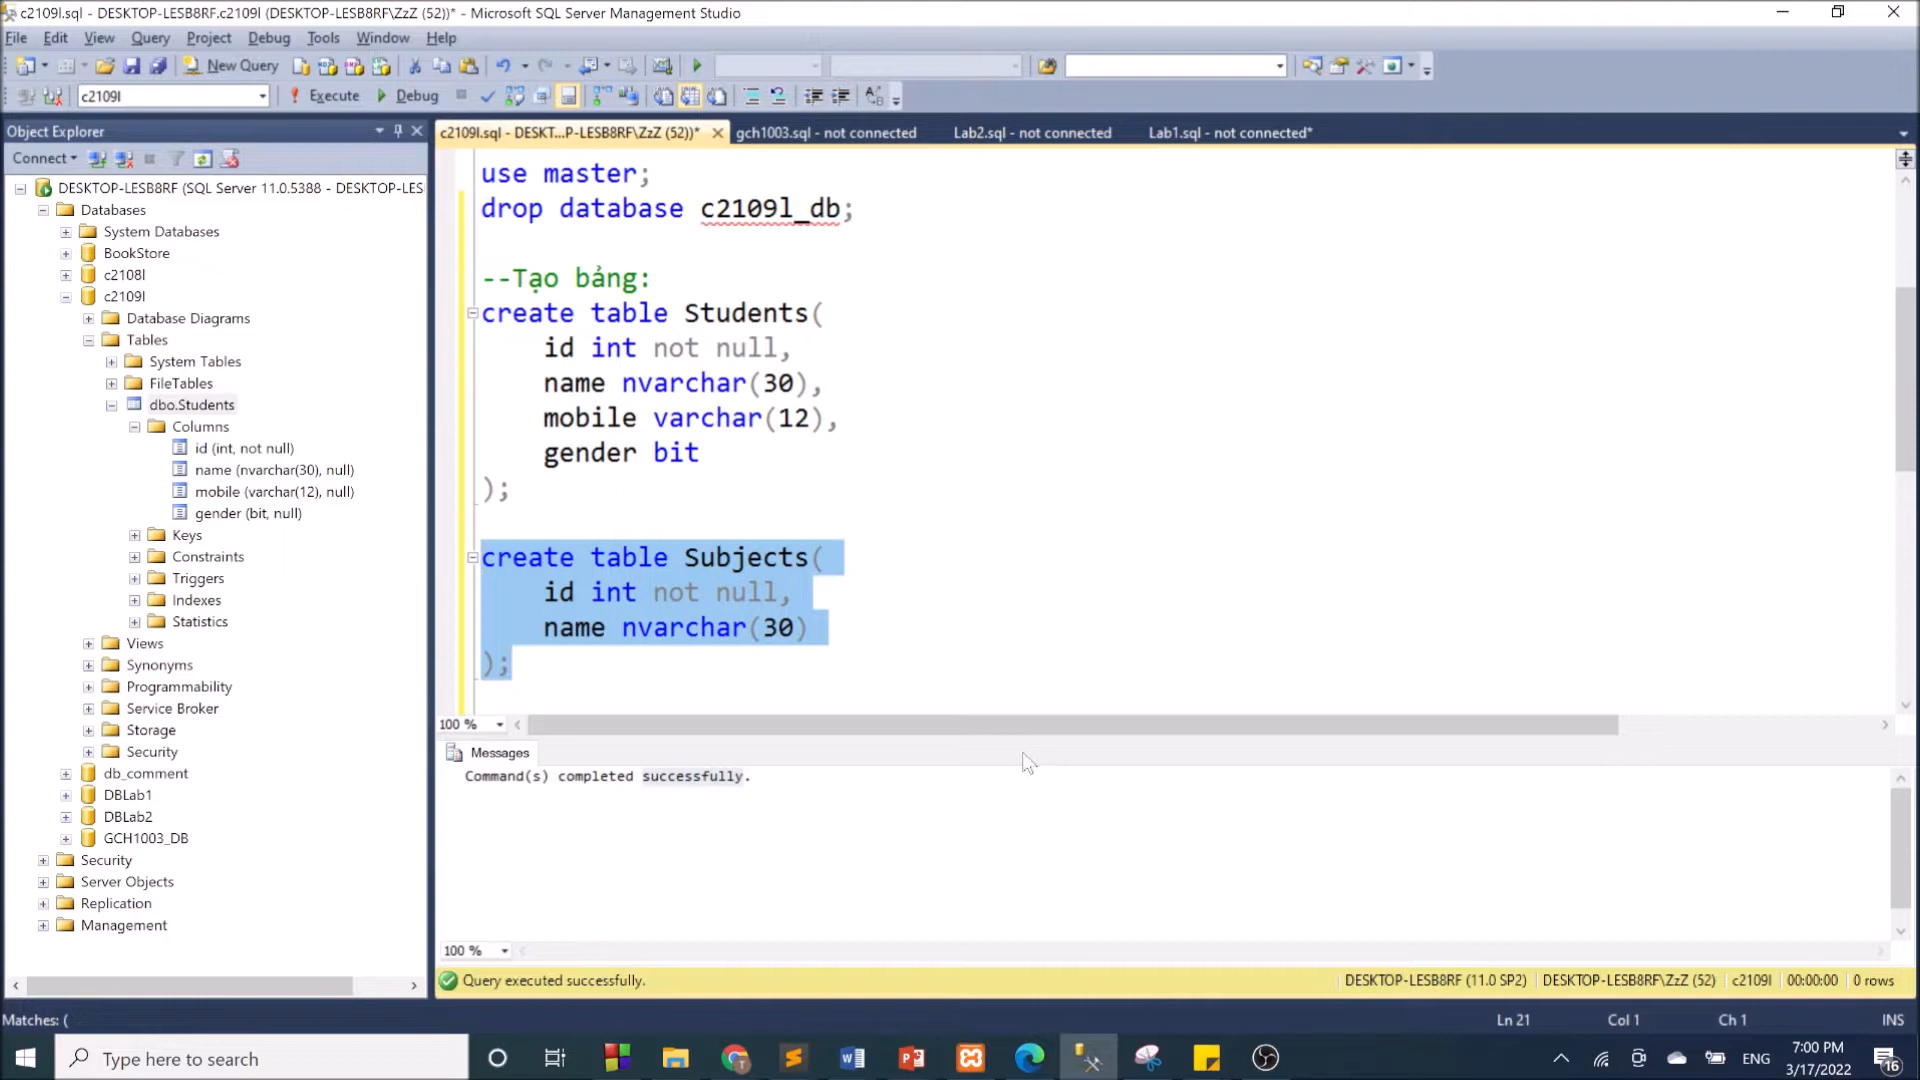 c2109l.sql - DESKTOP-LESB8RF.c2109l (DESKTOP-LESB8RF\ZzZ (52))* - Microsoft SQL Server Management Studio
File Edit View Query Project Debug Tools Window Help
New Query
c2109l
Execute
Debug
Object Explorer
Connect
DESKTOP-LESB8RF (SQL Server 11.0.5388 - DESKTOP-LES
Databases
System Databases
BookStore
c2108l
c2109l
Database Diagrams
Tables
System Tables
FileTables
dbo.Students
Columns
id (int, not null)
name (nvarchar(30), null)
mobile (varchar(12), null)
gender (bit, null)
Keys
Constraints
Triggers
Indexes
Statistics
Views
Synonyms
Programmability
Service Broker
Storage
Security
db_comment
DBLab1
DBLab2
GCH1003_DB
Security
Server Objects
Replication
Management
c2109l.sql - DESKT...P-LESB8RF\ZzZ (52))* gch1003.sql - not connected Lab2.sql - not connected Lab1.sql - not connected*
use master;
drop database c2109l_db;
--Tạo bảng:
create table Students(
id int not null,
name nvarchar(30),
mobile varchar(12),
gender bit
);
create table Subjects(
id int not null,
name nvarchar(30)
);
100 %
Messages
Command(s) completed successfully.
100 %
Query executed successfully.
DESKTOP-LESB8RF (11.0 SP2) DESKTOP-LESB8RF\ZzZ (52) c2109l 00:00:00 0 rows
Matches: (
Ln 21 Col 1 Ch 1 INS
Type here to search
ENG
7:00 PM
3/17/2022
16